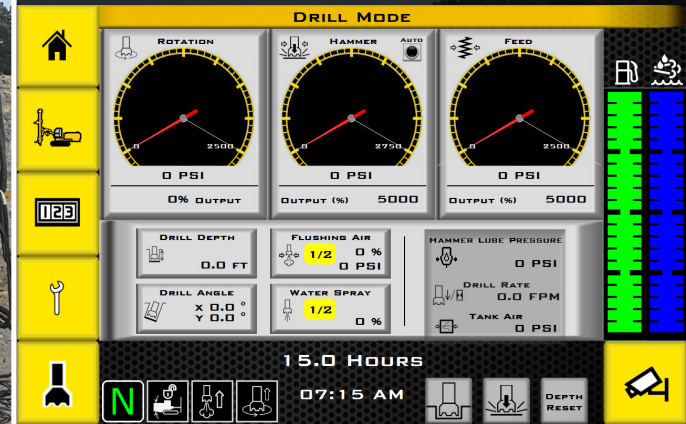 DRILL MODE
ROTATION
0
2500
0 PSI
0% OUTPUT
HAMMER
AUTO
0
2750
0 PSI
OUTPUT (%) 5000
FEED
0
2500
0 PSI
OUTPUT (%) 5000
123
DRILL DEPTH
0.0 FT
FLUSHING AIR
1/2
0 %
0 PSI
DRILL ANGLE
X 0.0 °
Y 0.0 °
WATER SPRAY
1/2
0 %
HAMMER LUBE PRESSURE
0 PSI
DRILL RATE
0.0 FPM
TANK AIR
0 PSI
15.0 HOURS
07:15 AM
N
DEPTH
RESET